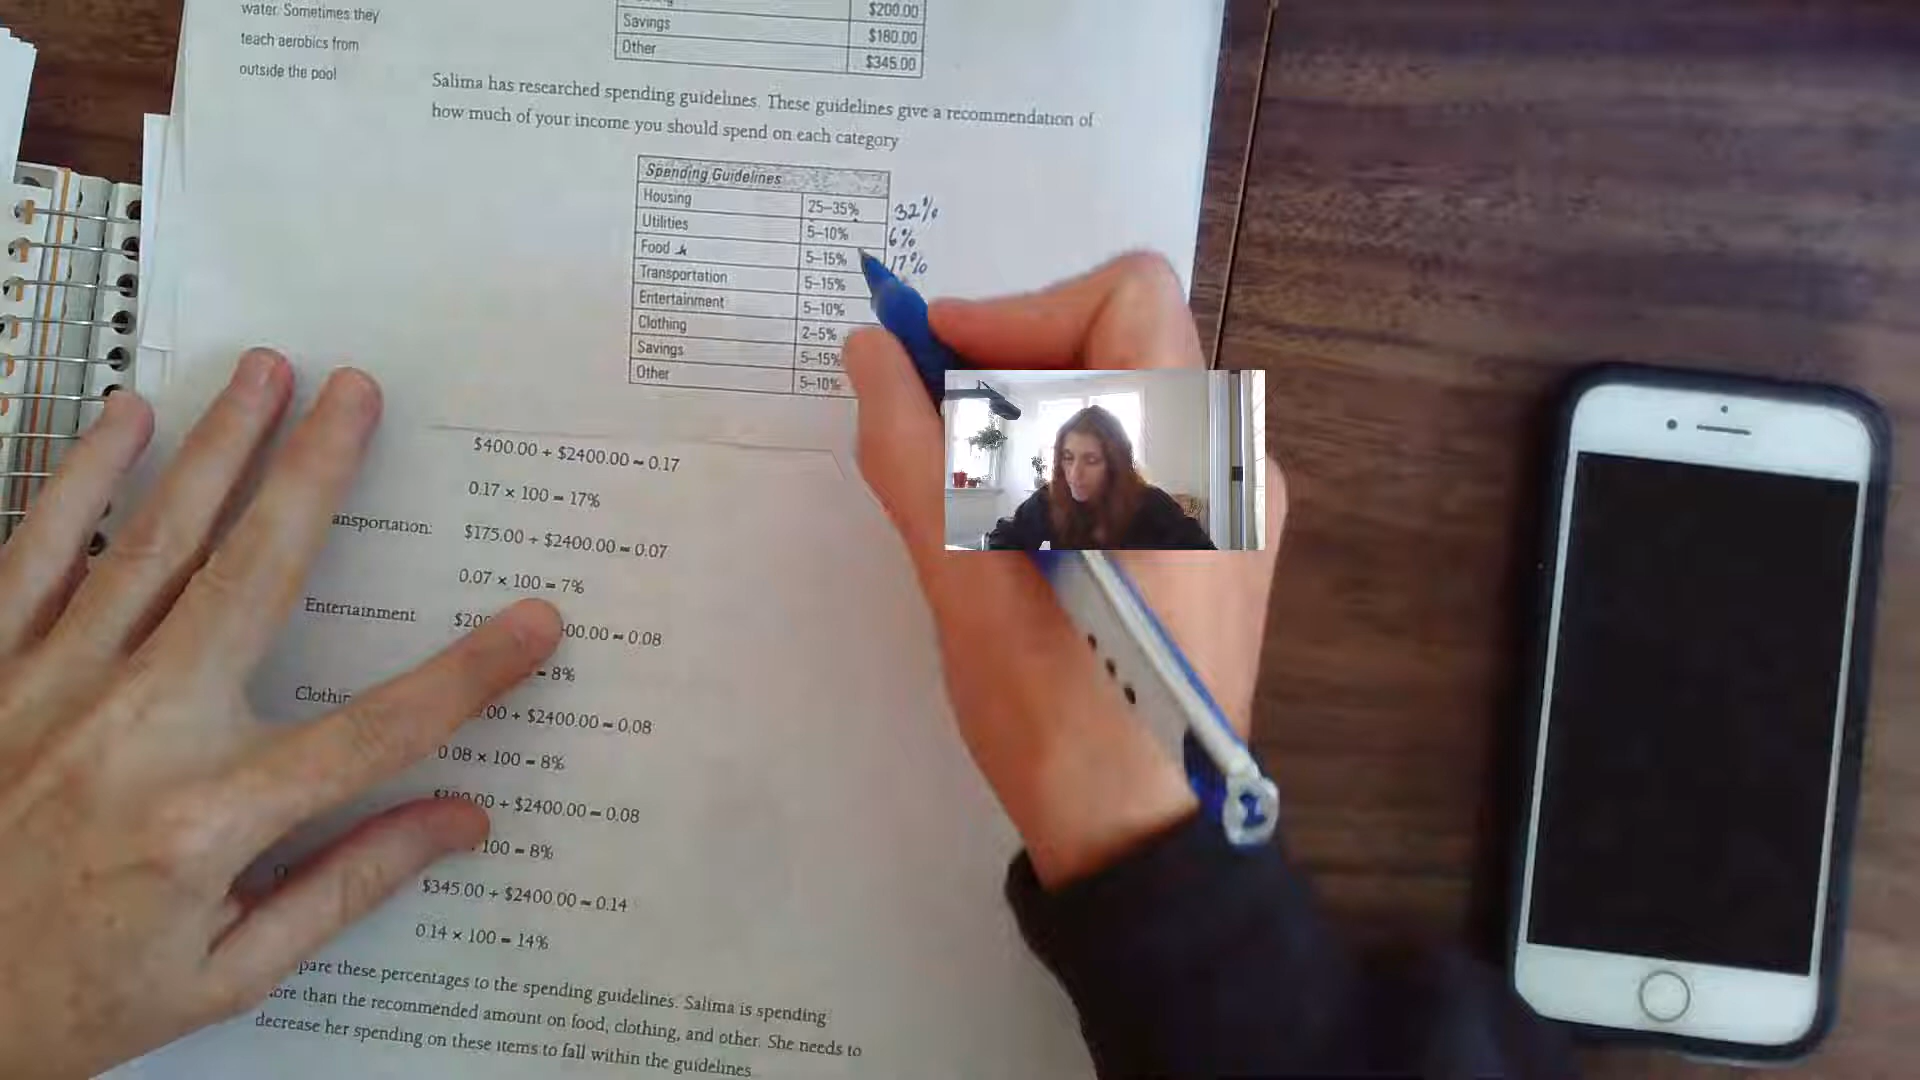 water. Sometimes they
teach aerobics from
outside the pool
$200.00
Savings $180.00
Other $345.00
Salima has researched spending guidelines. These guidelines give a recommendation of
how much of your income you should spend on each category
Spending Guidelines
Housing 25–35% 32%
Utilities 5–10% 6%
Food 5–15% 17%
Transportation 5–15%
Entertainment 5–10%
Clothing 2–5%
Savings 5–15%
Other 5–10%
$400.00 ÷ $2400.00 = 0.17
0.17 × 100 = 17%
ansportation: $175.00 ÷ $2400.00 = 0.07
0.07 × 100 = 7%
Entertainment $20 00.00 = 0.08
= 8%
Clothin .00 ÷ $2400.00 = 0.08
0.08 × 100 = 8%
.00 ÷ $2400.00 = 0.08
100 = 8%
$345.00 ÷ $2400.00 = 0.14
0.14 × 100 = 14%
pare these percentages to the spending guidelines. Salima is spending
ore than the recommended amount on food, clothing, and other. She needs to
decrease her spending on these items to fall within the guidelines